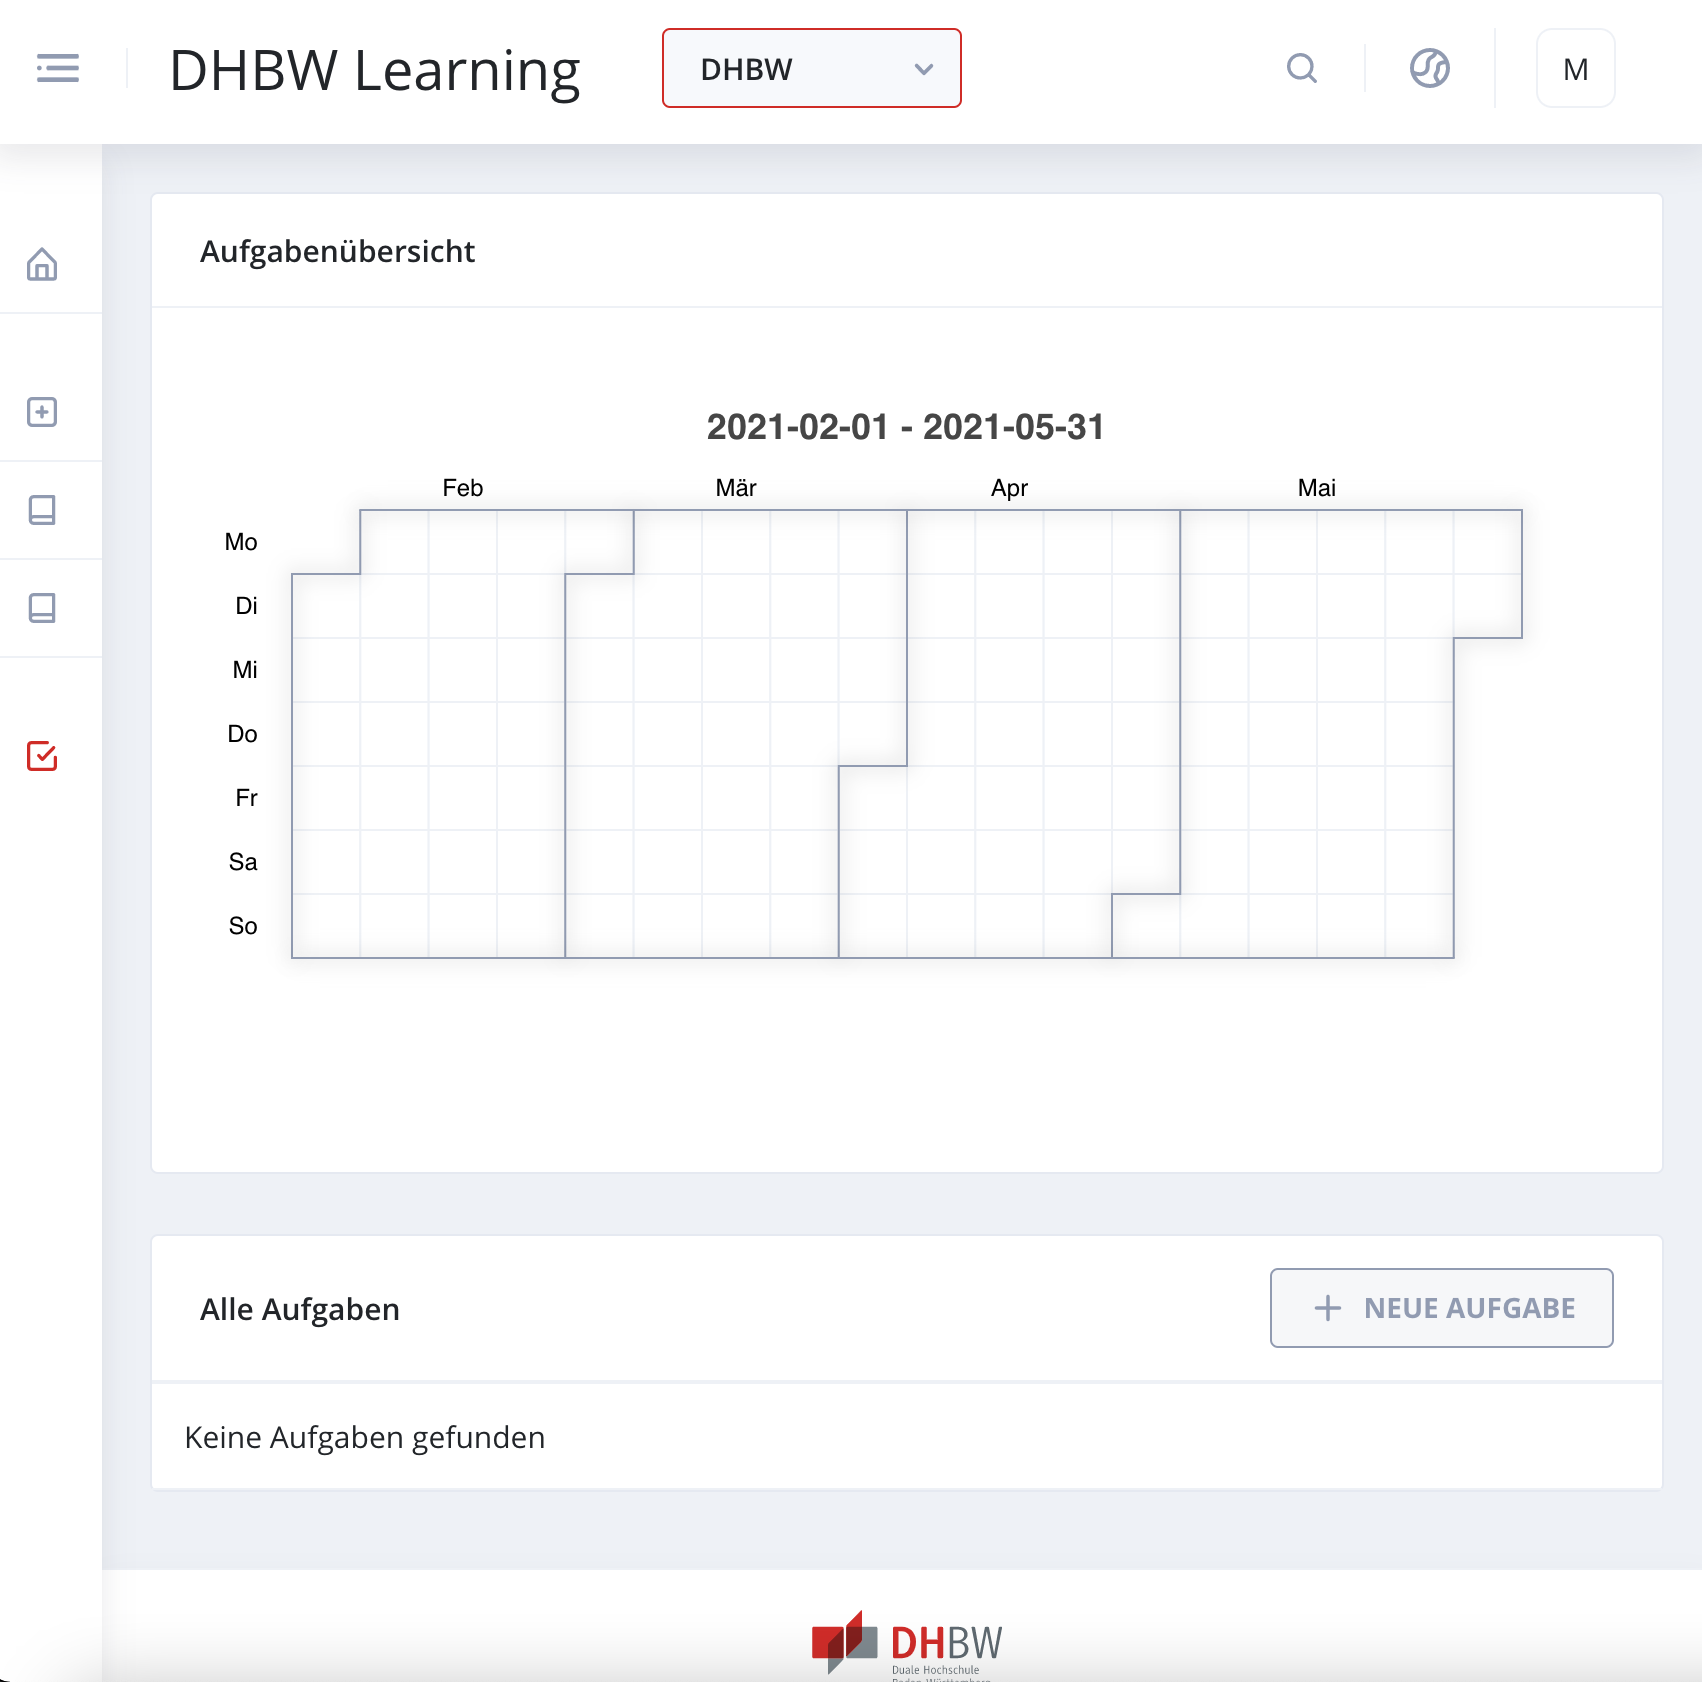 DHBW Learning
DHBW
M
Aufgabenübersicht
2021-02-01 - 2021-05-31
Feb Mär Apr Mai
Mo
Di
Mi
Do
Fr
Sa
So
Alle Aufgaben
NEUE AUFGABE
Keine Aufgaben gefunden
DHBW
Duale Hochschule